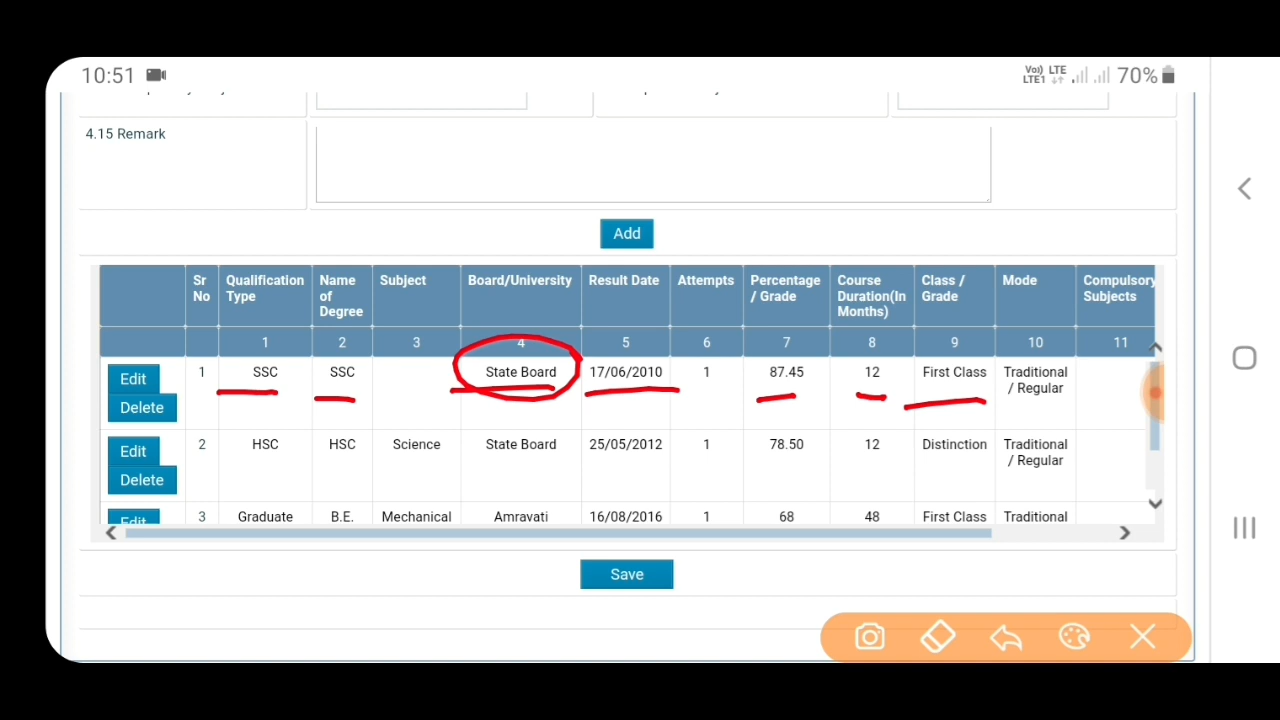 10:51
Vo) LTE LTE1 70%
4.15 Remark
Add
Sr No Qualification Type Name of Degree Subject Board/University Result Date Attempts Percentage / Grade Course Duration(In Months) Class / Grade Mode Compulsory Subjects
1 2 3 4 5 6 7 8 9 10 11
Edit Delete 1 SSC SSC State Board 17/06/2010 1 87.45 12 First Class Traditional / Regular
Edit Delete 2 HSC HSC Science State Board 25/05/2012 1 78.50 12 Distinction Traditional / Regular
Edit 3 Graduate B.E. Mechanical Amravati 16/08/2016 1 68 48 First Class Traditional
Save